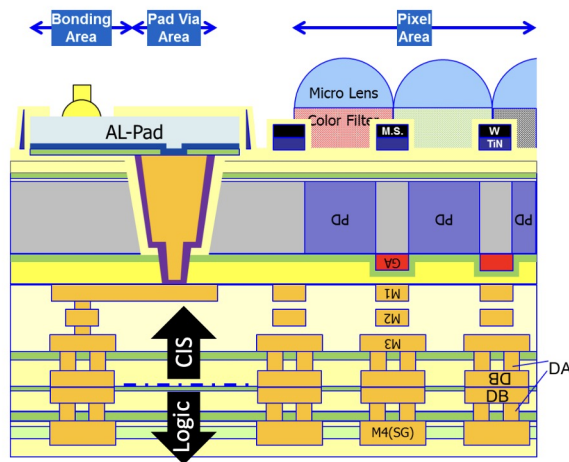 Bonding
Area
Pad Via
Area
Pixel
Area
Micro Lens
Color Filter
AL-Pad
M.S.
W
TiN
PD
PD
PD
GA
M1
M2
CIS
M3
DA
DB
DB
Logic
M4(SG)